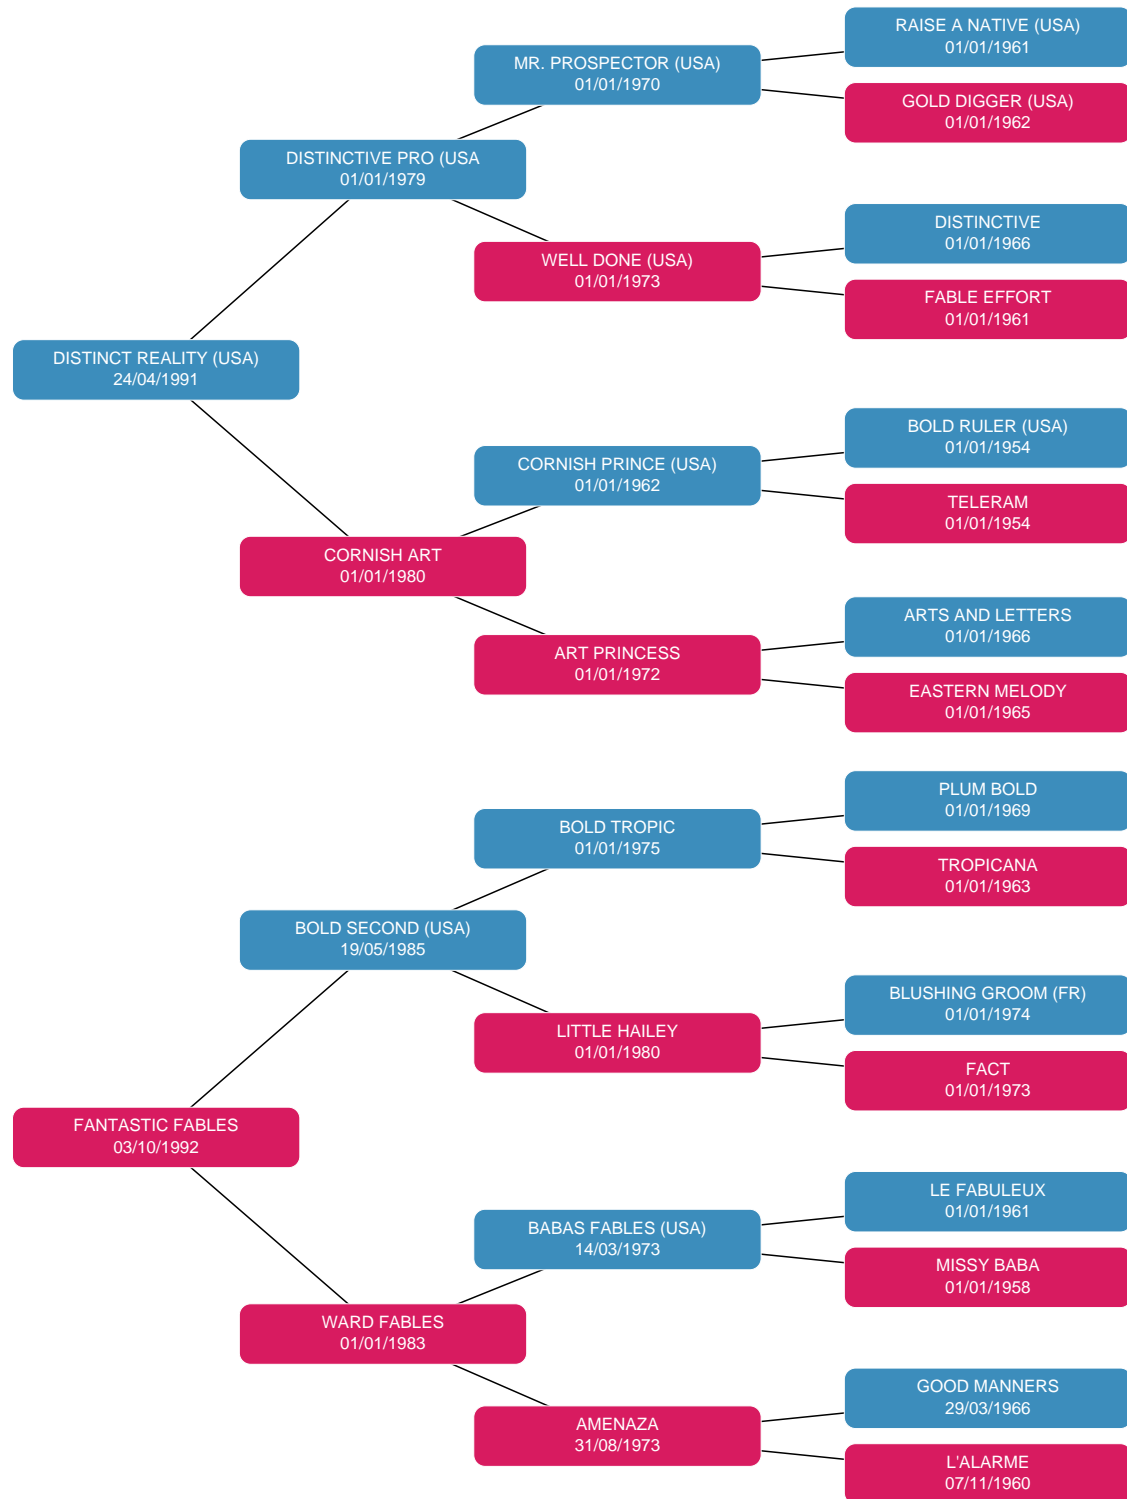 RAISE A NATIVE (USA)
01/01/1961
MR. PROSPECTOR (USA)
01/01/1970
GOLD DIGGER (USA)
01/01/1962
DISTINCTIVE PRO (USA
01/01/1979
DISTINCTIVE
01/01/1966
WELL DONE (USA)
01/01/1973
FABLE EFFORT
01/01/1961
DISTINCT REALITY (USA)
24/04/1991
BOLD RULER (USA)
01/01/1954
CORNISH PRINCE (USA)
01/01/1962
TELERAM
01/01/1954
CORNISH ART
01/01/1980
ARTS AND LETTERS
01/01/1966
ART PRINCESS
01/01/1972
EASTERN MELODY
01/01/1965
PLUM BOLD
01/01/1969
BOLD TROPIC
01/01/1975
TROPICANA
01/01/1963
BOLD SECOND (USA)
19/05/1985
BLUSHING GROOM (FR)
01/01/1974
LITTLE HAILEY
01/01/1980
FACT
01/01/1973
FANTASTIC FABLES
03/10/1992
LE FABULEUX
01/01/1961
BABAS FABLES (USA)
14/03/1973
MISSY BABA
01/01/1958
WARD FABLES
01/01/1983
GOOD MANNERS
29/03/1966
AMENAZA
31/08/1973
L'ALARME
07/11/1960